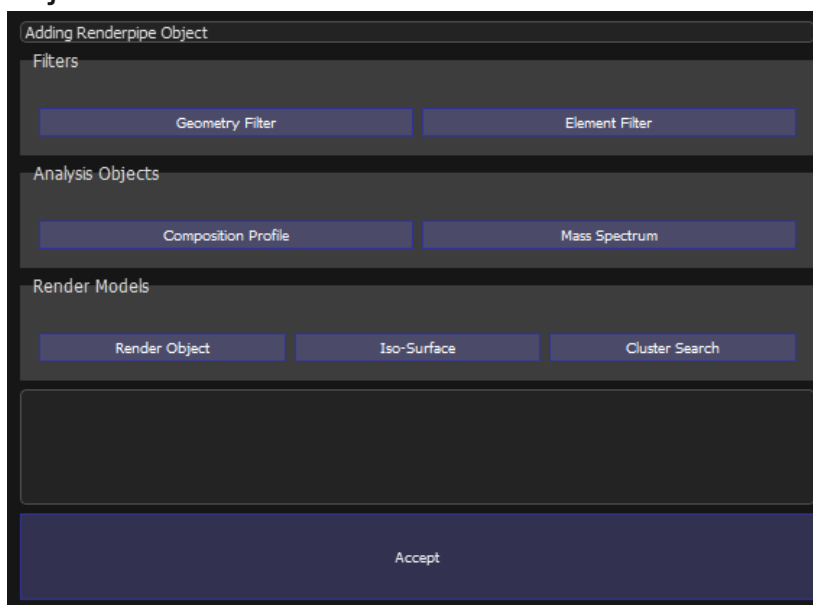 Adding Renderpipe Object
Filters
Geometry Filter Element Filter
Analysis Objects
Composition Profile Mass Spectrum
Render Models
Render Object Iso-Surface Cluster Search
Accept